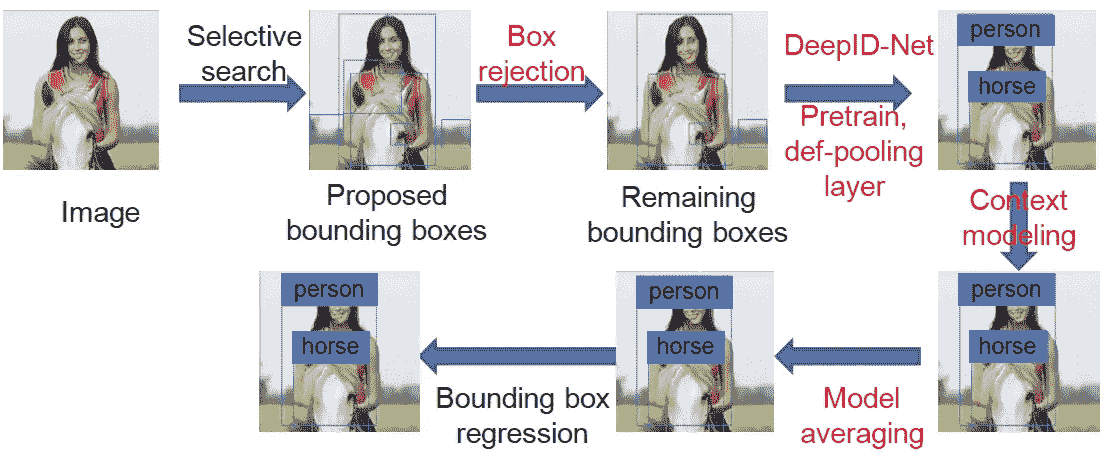 Selective
search
Box
rejection
DeepID-Net
Pretrain,
def-pooling
layer
person
horse
Image
Proposed
bounding boxes
Remaining
bounding boxes
Context
modeling
person
horse
Model
averaging
person
horse
Bounding box
regression
person
horse